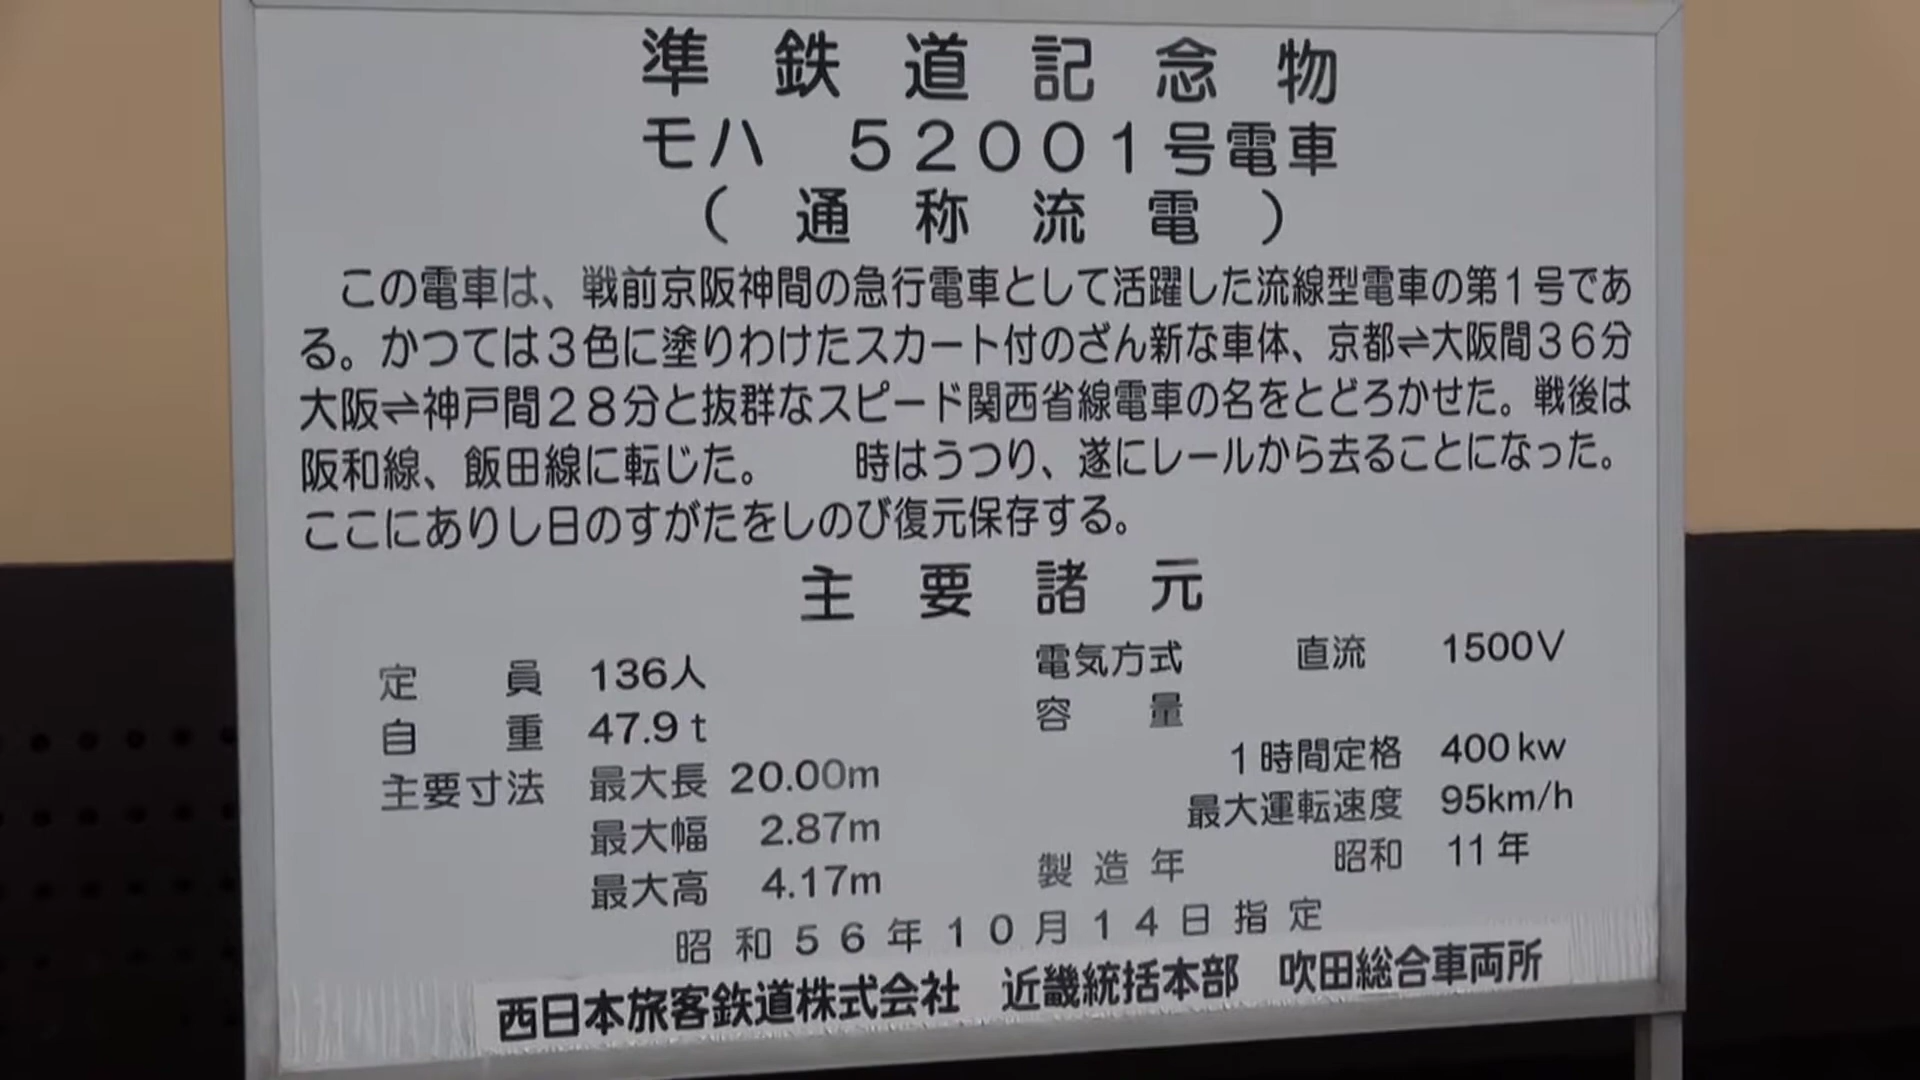 準鉄道記念物
モハ 52001号電車
(通称流電)
この電車は、戦前京阪神間の急行電車として活躍した流線型電車の第1号であ
る。かつては3色に塗りわけたスカート付のざん新な車体、京都⇌大阪間36分
大阪⇌神戸間28分と抜群なスピード関西省線電車の名をとどろかせた。戦後は
阪和線、飯田線に転じた。 時はうつり、遂にレールから去ることになった。
ここにありし日のすがたをしのび復元保存する。
主要諸元
定員 136人
自重 47.9t
主要寸法 最大長 20.00m
最大幅 2.87m
最大高 4.17m
電気方式 直流 1500V
容量
1時間定格 400kw
最大運転速度 95km/h
製造年 昭和 11年
昭和56年10月14日指定
西日本旅客鉄道株式会社 近畿統括本部 吹田総合車両所